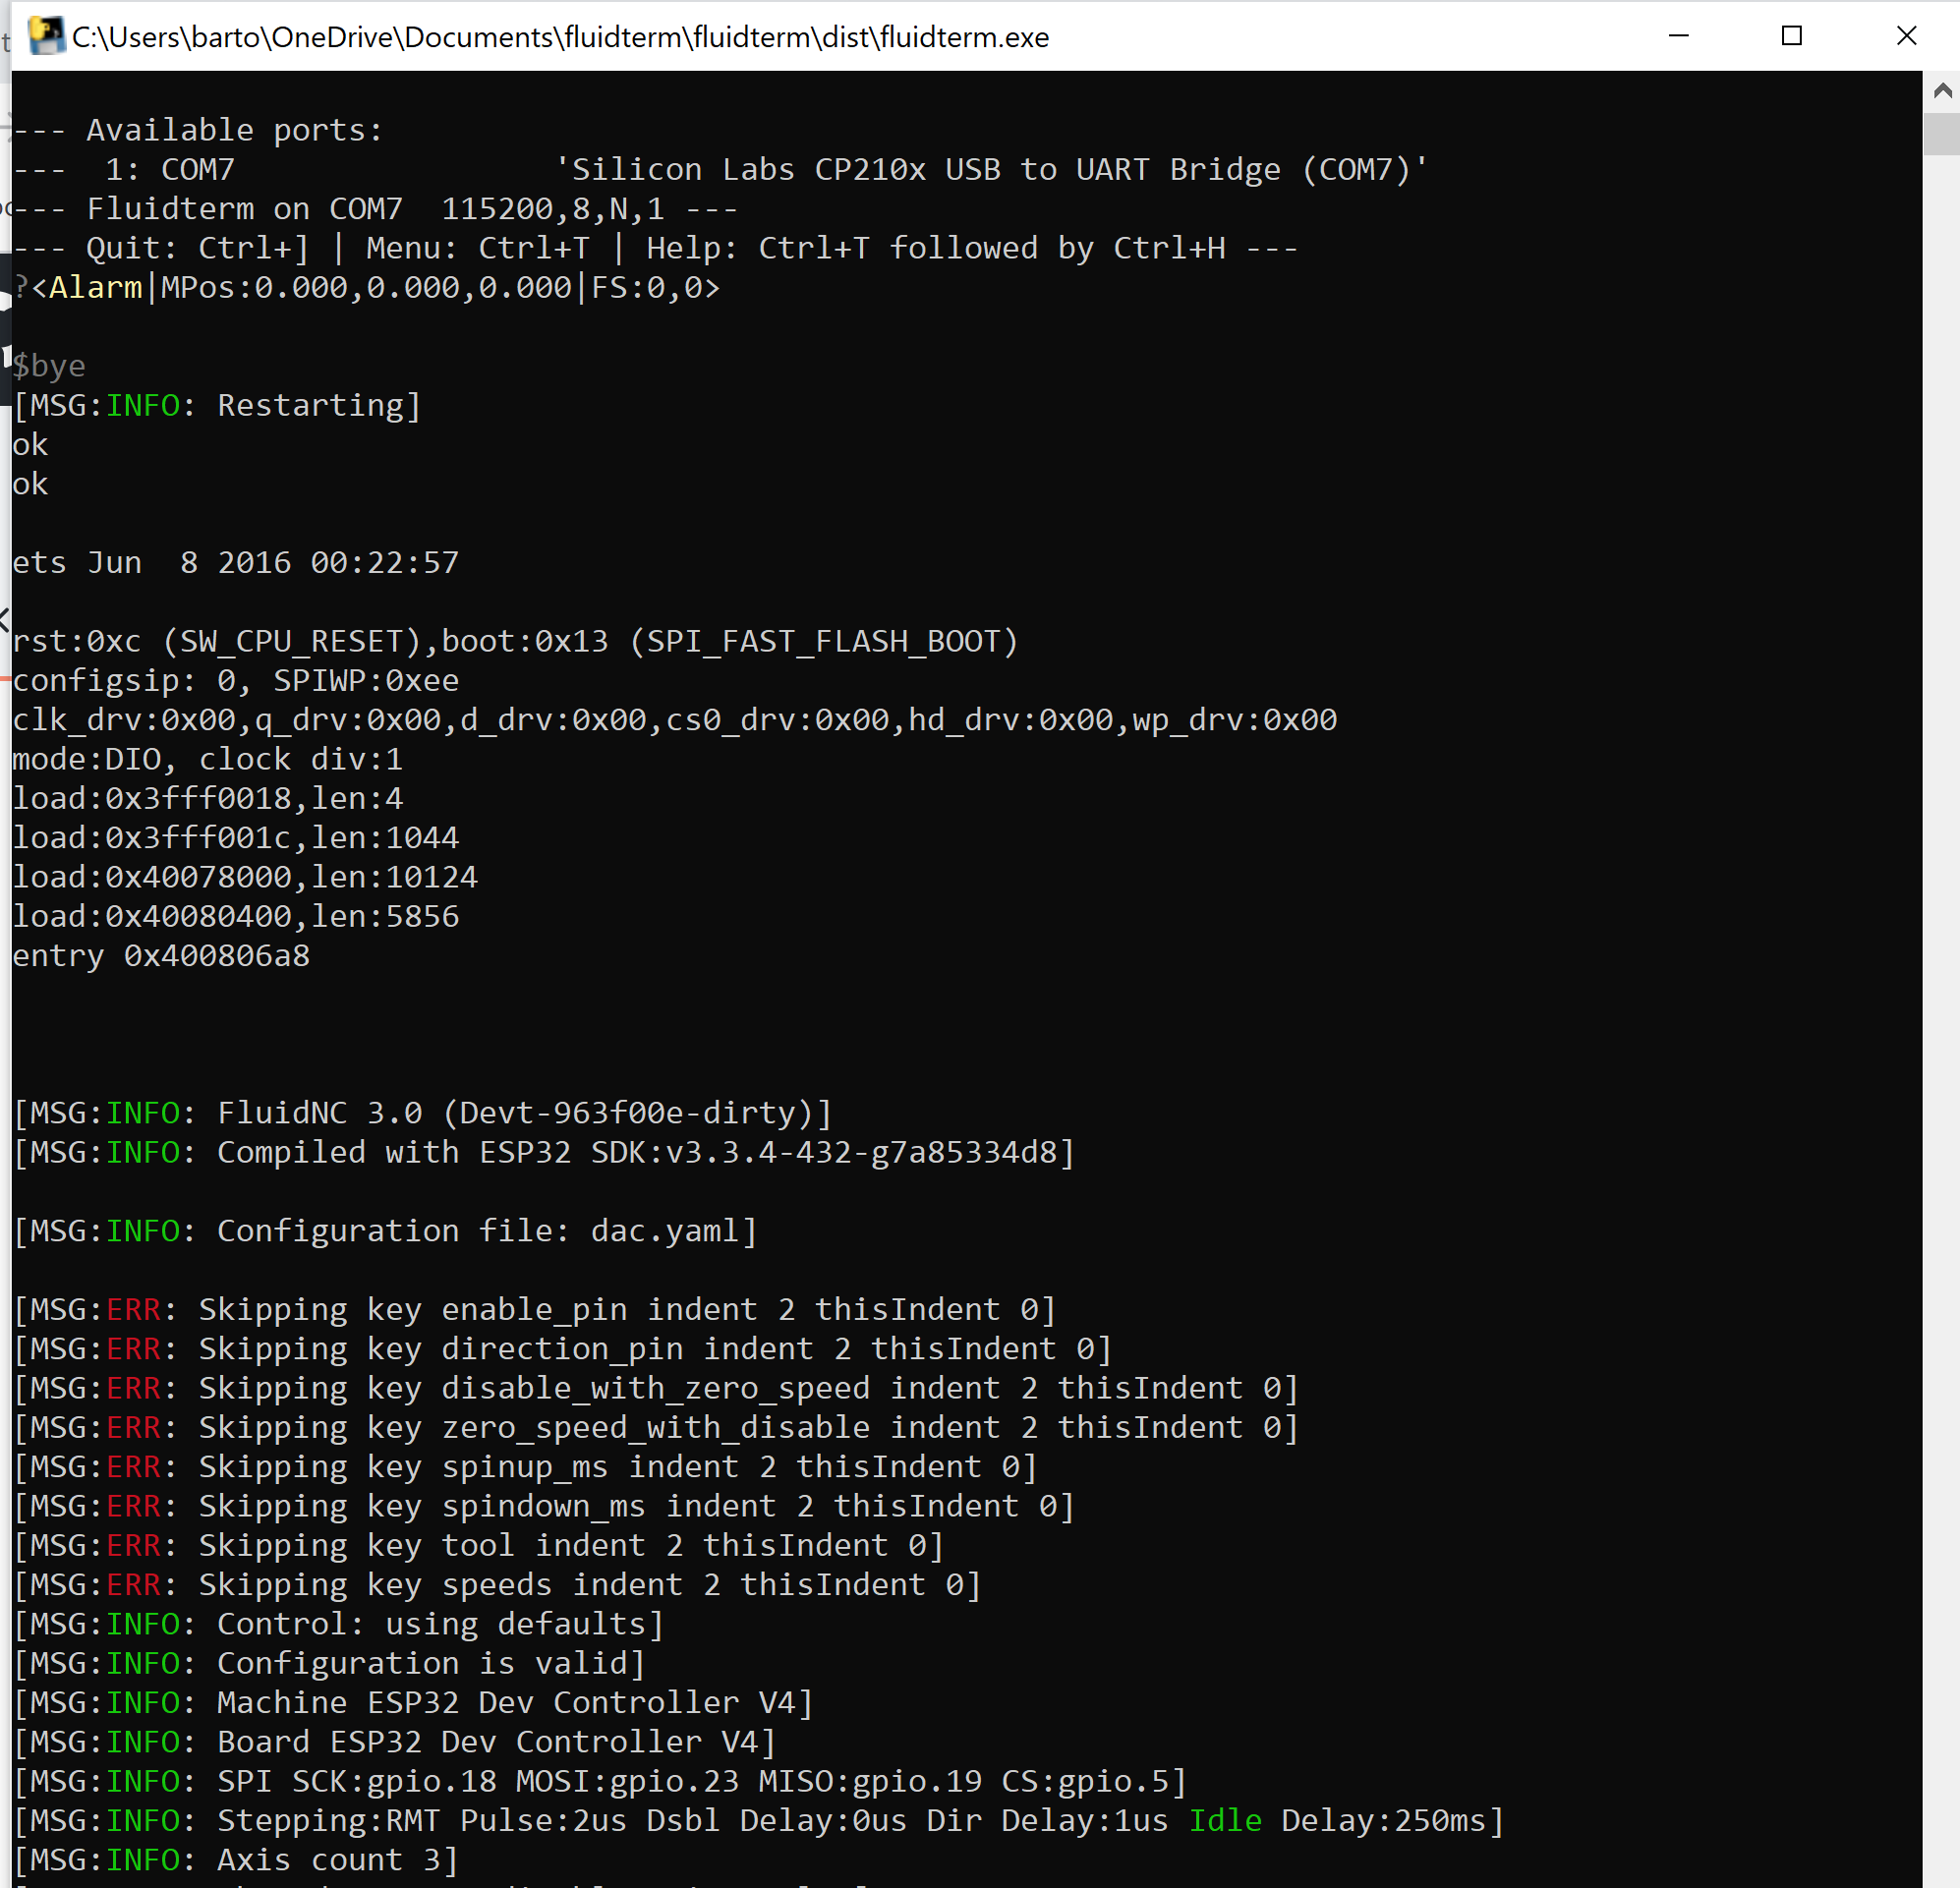 C:\Users\barto\OneDrive\Documents\fluidterm\fluidterm\dist\fluidterm.exe
--- Available ports:
---  1: COM7                 'Silicon Labs CP210x USB to UART Bridge (COM7)'
--- Fluidterm on COM7  115200,8,N,1 ---
--- Quit: Ctrl+] | Menu: Ctrl+T | Help: Ctrl+T followed by Ctrl+H ---
?<Alarm|MPos:0.000,0.000,0.000|FS:0,0>
$bye
[MSG:INFO: Restarting]
ok
ok
ets Jun  8 2016 00:22:57
rst:0xc (SW_CPU_RESET),boot:0x13 (SPI_FAST_FLASH_BOOT)
configsip: 0, SPIWP:0xee
clk_drv:0x00,q_drv:0x00,d_drv:0x00,cs0_drv:0x00,hd_drv:0x00,wp_drv:0x00
mode:DIO, clock div:1
load:0x3fff0018,len:4
load:0x3fff001c,len:1044
load:0x40078000,len:10124
load:0x40080400,len:5856
entry 0x400806a8
[MSG:INFO: FluidNC 3.0 (Devt-963f00e-dirty)]
[MSG:INFO: Compiled with ESP32 SDK:v3.3.4-432-g7a85334d8]
[MSG:INFO: Configuration file: dac.yaml]
[MSG:ERR: Skipping key enable_pin indent 2 thisIndent 0]
[MSG:ERR: Skipping key direction_pin indent 2 thisIndent 0]
[MSG:ERR: Skipping key disable_with_zero_speed indent 2 thisIndent 0]
[MSG:ERR: Skipping key zero_speed_with_disable indent 2 thisIndent 0]
[MSG:ERR: Skipping key spinup_ms indent 2 thisIndent 0]
[MSG:ERR: Skipping key spindown_ms indent 2 thisIndent 0]
[MSG:ERR: Skipping key tool indent 2 thisIndent 0]
[MSG:ERR: Skipping key speeds indent 2 thisIndent 0]
[MSG:INFO: Control: using defaults]
[MSG:INFO: Configuration is valid]
[MSG:INFO: Machine ESP32 Dev Controller V4]
[MSG:INFO: Board ESP32 Dev Controller V4]
[MSG:INFO: SPI SCK:gpio.18 MOSI:gpio.23 MISO:gpio.19 CS:gpio.5]
[MSG:INFO: Stepping:RMT Pulse:2us Dsbl Delay:0us Dir Delay:1us Idle Delay:250ms]
[MSG:INFO: Axis count 3]